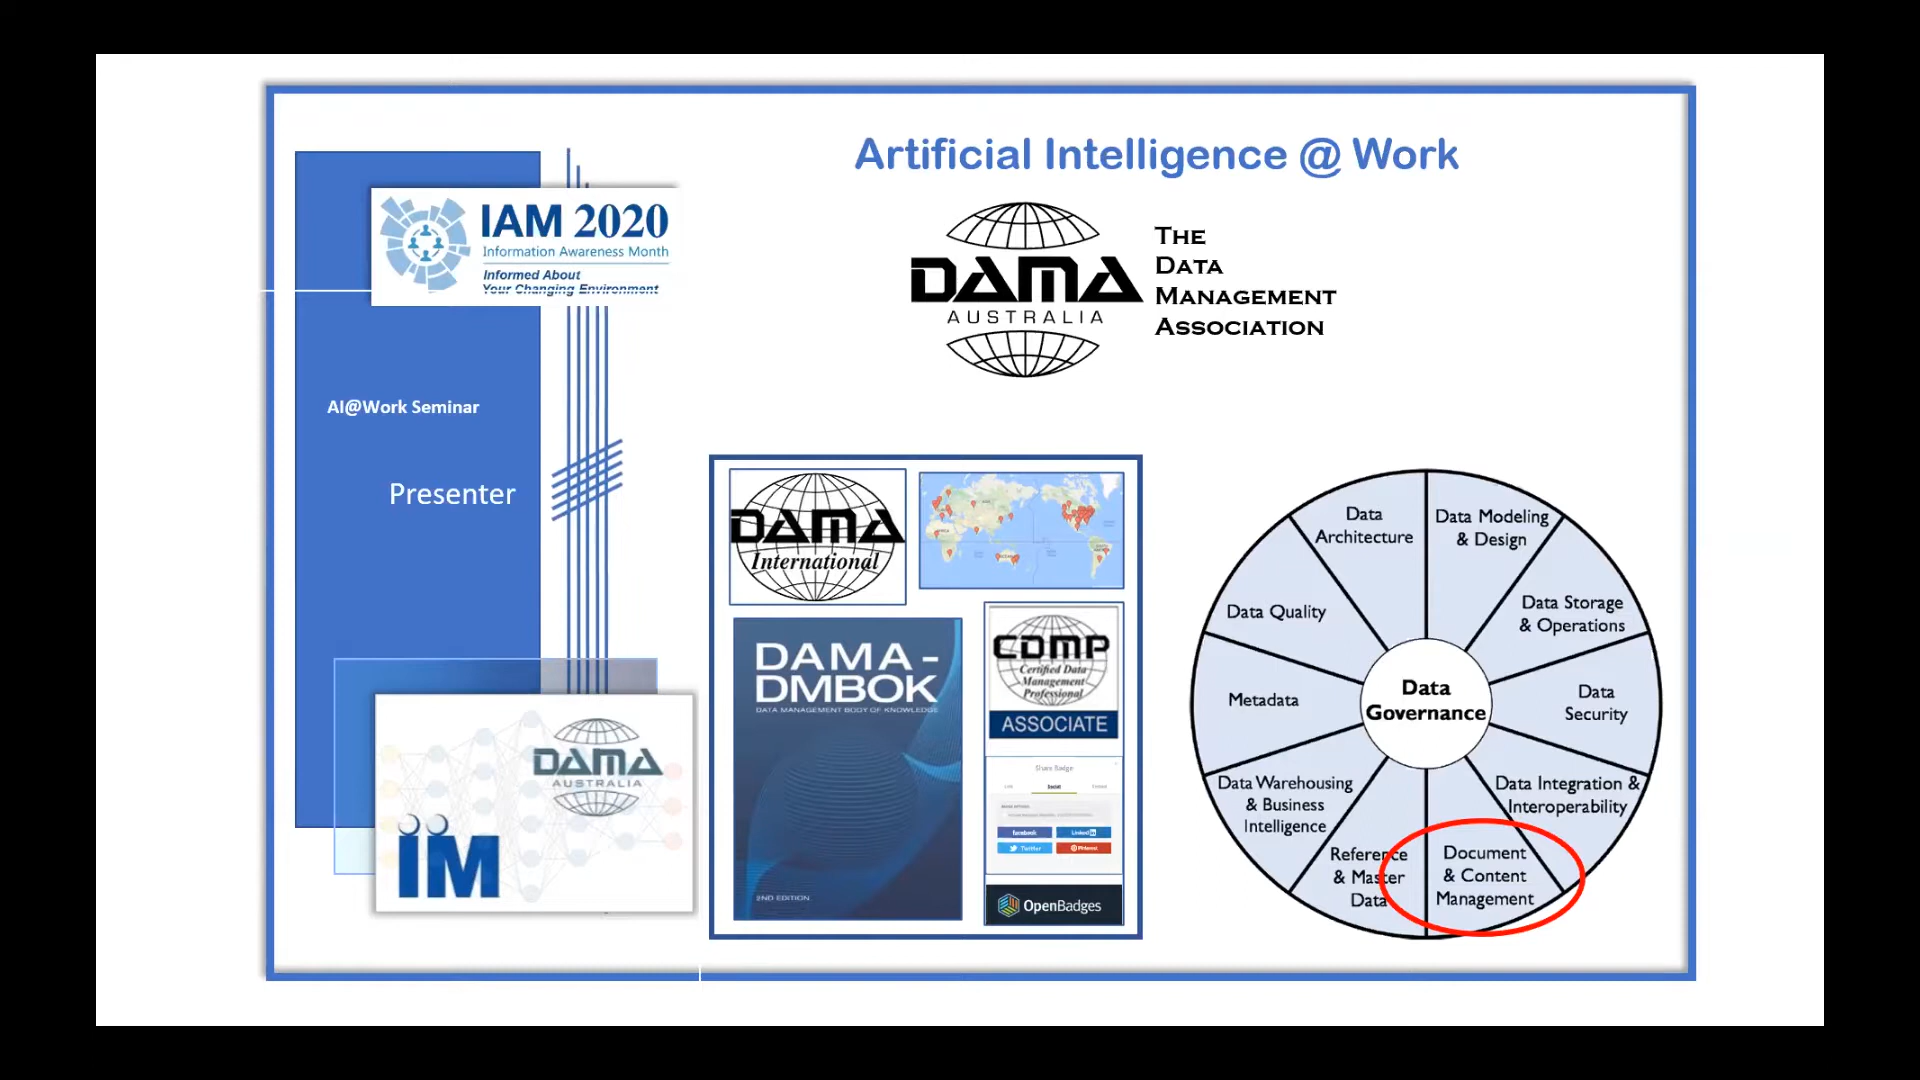 Artificial Intelligence @ Work
IAM 2020
Information Awareness Month
Informed About
Your Changing Environment
DAMA
AUSTRALIA
THE
DATA
MANAGEMENT
ASSOCIATION
AI@Work Seminar
Presenter
DAMA
International
DAMA-
DMBOK
DATA MANAGEMENT BODY OF KNOWLEDGE
2ND EDITION
CDMP
Certified Data
Management
Professional
ASSOCIATE
Share Badge
Link
Social
facebook
LinkedIn
Twitter
Pinterest
OpenBadges
DAMA
AUSTRALIA
IM
Data
Architecture
Data Modeling
& Design
Data Quality
Data Storage
& Operations
Metadata
Data
Governance
Data
Security
Data Warehousing
& Business
Intelligence
Data Integration &
Interoperability
Reference
& Master
Data
Document
& Content
Management